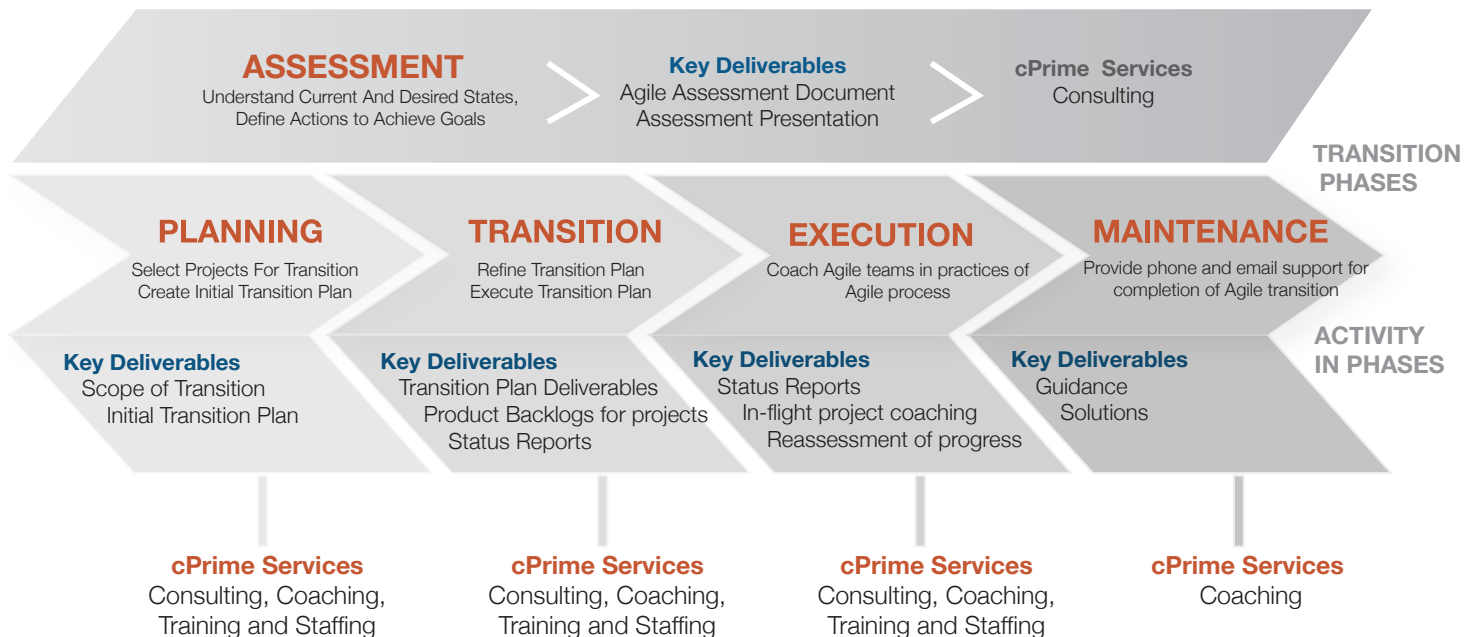 ASSESSMENT
Understand Current And Desired States,
Define Actions to Achieve Goals
Key Deliverables
Agile Assessment Document
Assessment Presentation
cPrime Services
Consulting
TRANSITION
PHASES
PLANNING
Select Projects For Transition
Create Initial Transition Plan
TRANSITION
Refine Transition Plan
Execute Transition Plan
EXECUTION
Coach Agile teams in practices of
Agile process
MAINTENANCE
Provide phone and email support for
completion of Agile transition
ACTIVITY
IN PHASES
Key Deliverables
Scope of Transition
Initial Transition Plan
Key Deliverables
Transition Plan Deliverables
Product Backlogs for projects
Status Reports
Key Deliverables
Status Reports
In-flight project coaching
Reassessment of progress
Key Deliverables
Guidance
Solutions
cPrime Services
Consulting, Coaching,
Training and Staffing
cPrime Services
Consulting, Coaching,
Training and Staffing
cPrime Services
Consulting, Coaching,
Training and Staffing
cPrime Services
Coaching